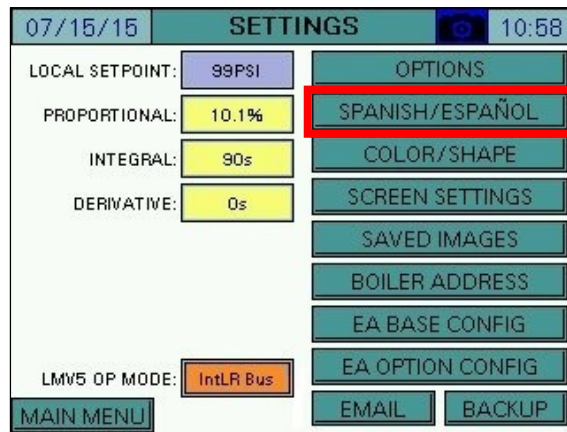 07/15/15 SETTINGS 10:58
LOCAL SETPOINT: 99PSI
PROPORTIONAL: 10.1%
INTEGRAL: 90s
DERIVATIVE: 0s
LMV5 OP MODE: IntLR Bus
MAIN MENU
OPTIONS
SPANISH/ESPAÑOL
COLOR/SHAPE
SCREEN SETTINGS
SAVED IMAGES
BOILER ADDRESS
EA BASE CONFIG
EA OPTION CONFIG
EMAIL BACKUP